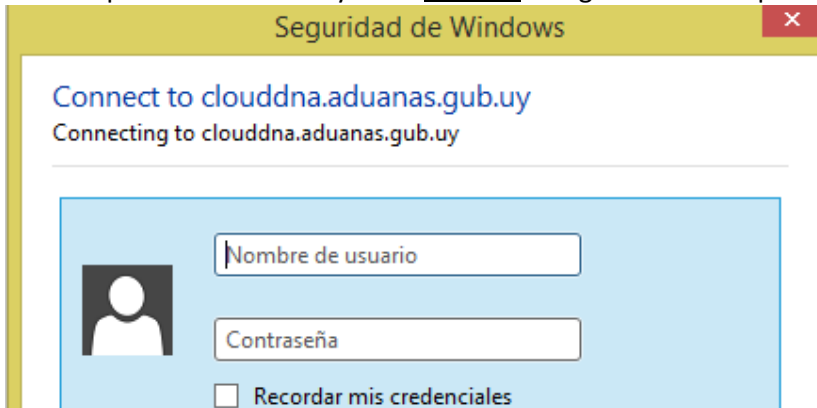 Seguridad de Windows
Connect to clouddna.aduanas.gub.uy
Connecting to clouddna.aduanas.gub.uy
Nombre de usuario
Contraseña
Recordar mis credenciales